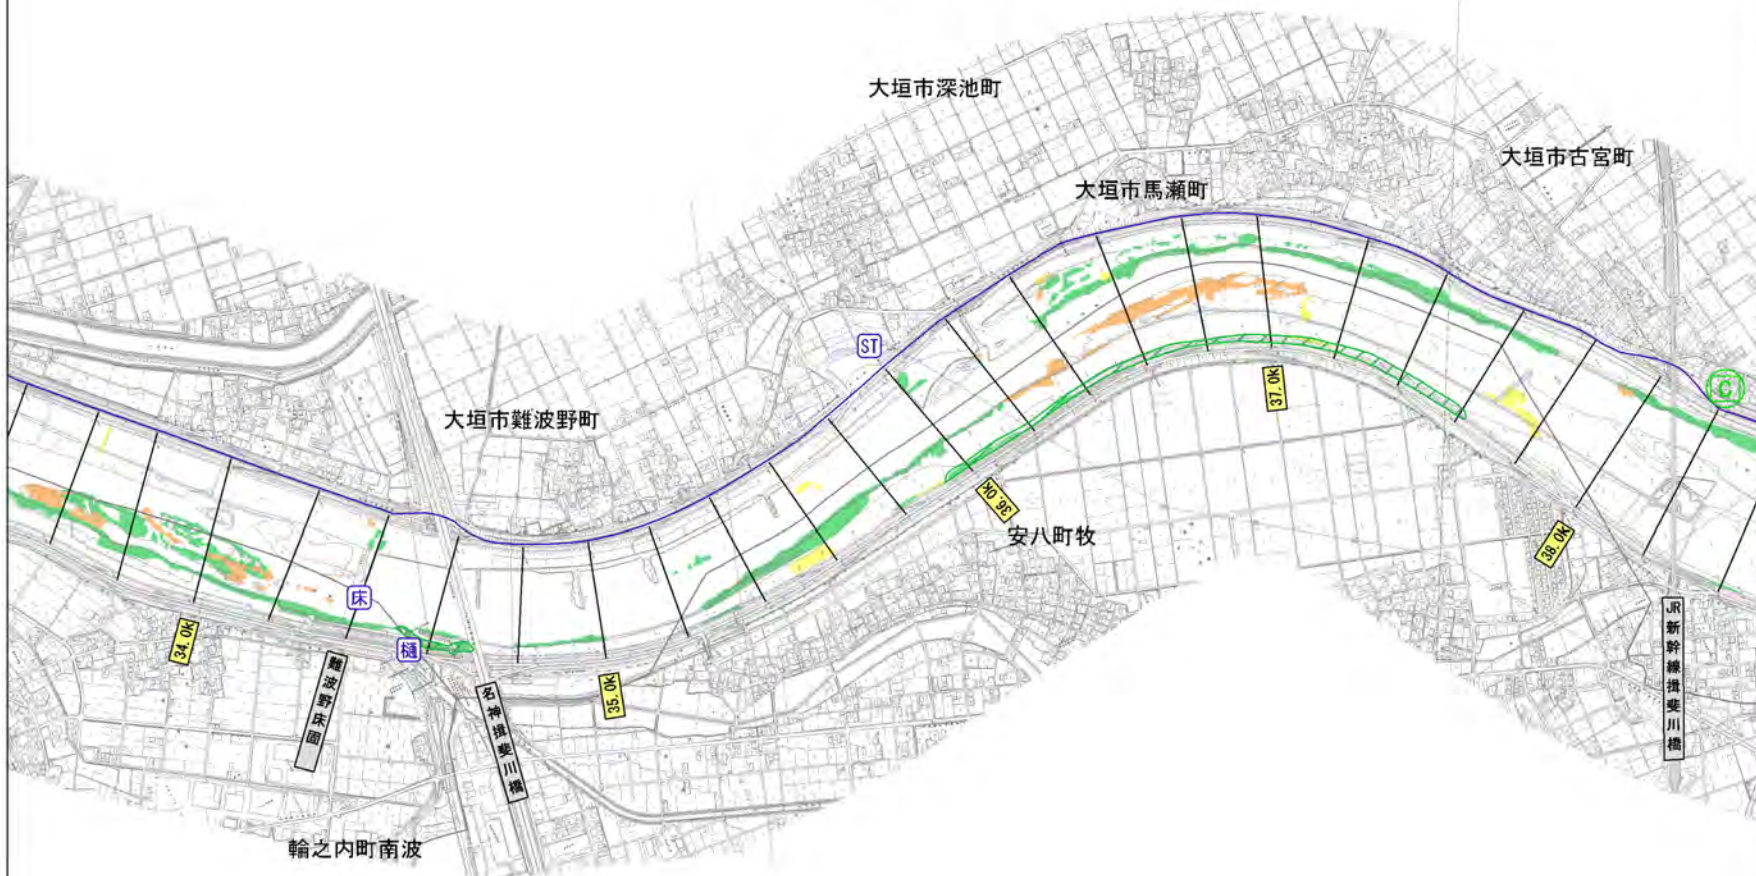 大垣市深池町
大垣市古宮町
大垣市馬瀬町
ST
37.0K
C
大垣市難波野町
36.0K
安八町牧
38.0K
床
樋
34.0K
35.0K
難波野床固
名神揖斐川橋
JR新幹線揖斐川橋
輪之内町南波